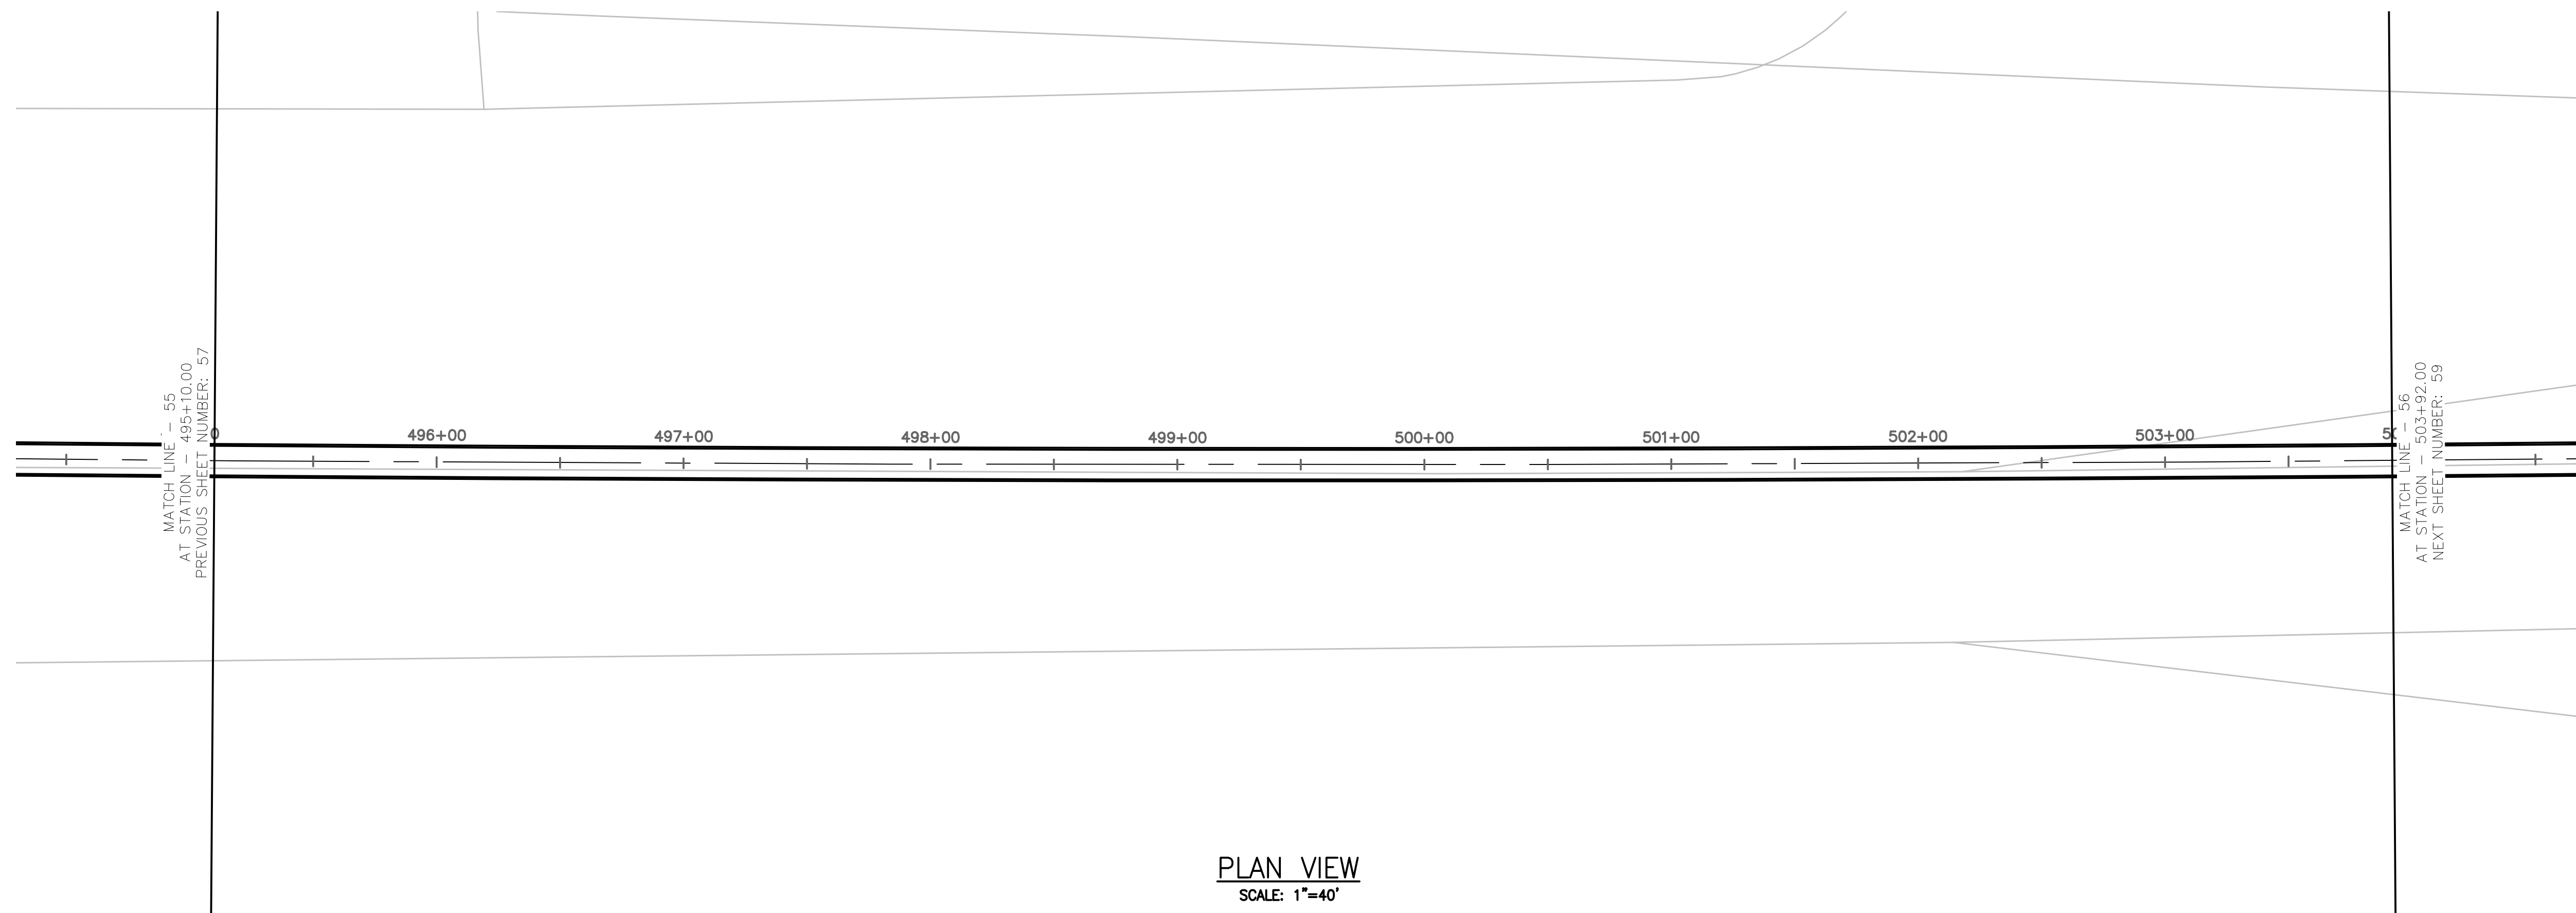 MATCH LINE - 55
AT STATION - 495+10.00
PREVIOUS SHEET NUMBER: 57
0
496+00
497+00
498+00
499+00
500+00
501+00
502+00
503+00
MATCH LINE - 56
AT STATION - 503+92.00
NEXT SHEET NUMBER: 59
PLAN VIEW
SCALE: 1"=40'